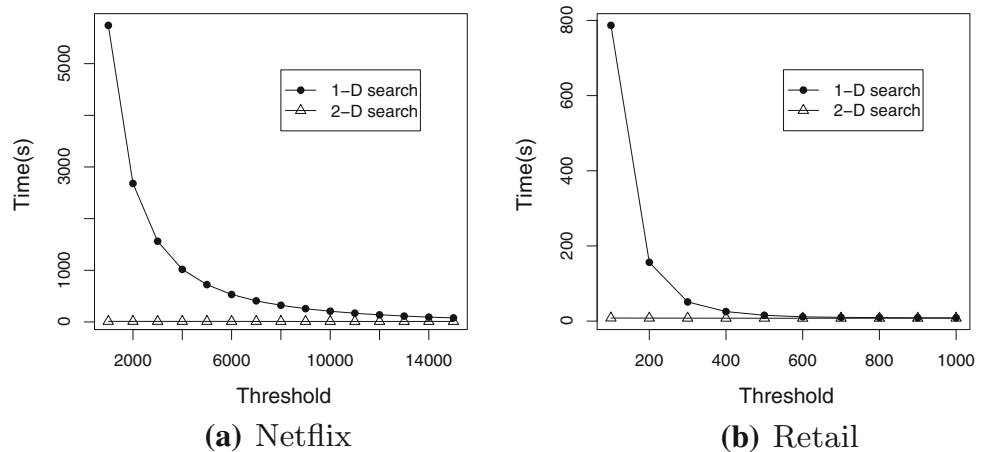 Time(s)
5000
3000
1000
0
1−D search
2−D search
2000
6000
10000
14000
Threshold
(a) Netflix
Time(s)
800
600
400
200
0
1−D search
2−D search
200
400
600
800
1000
Threshold
(b) Retail